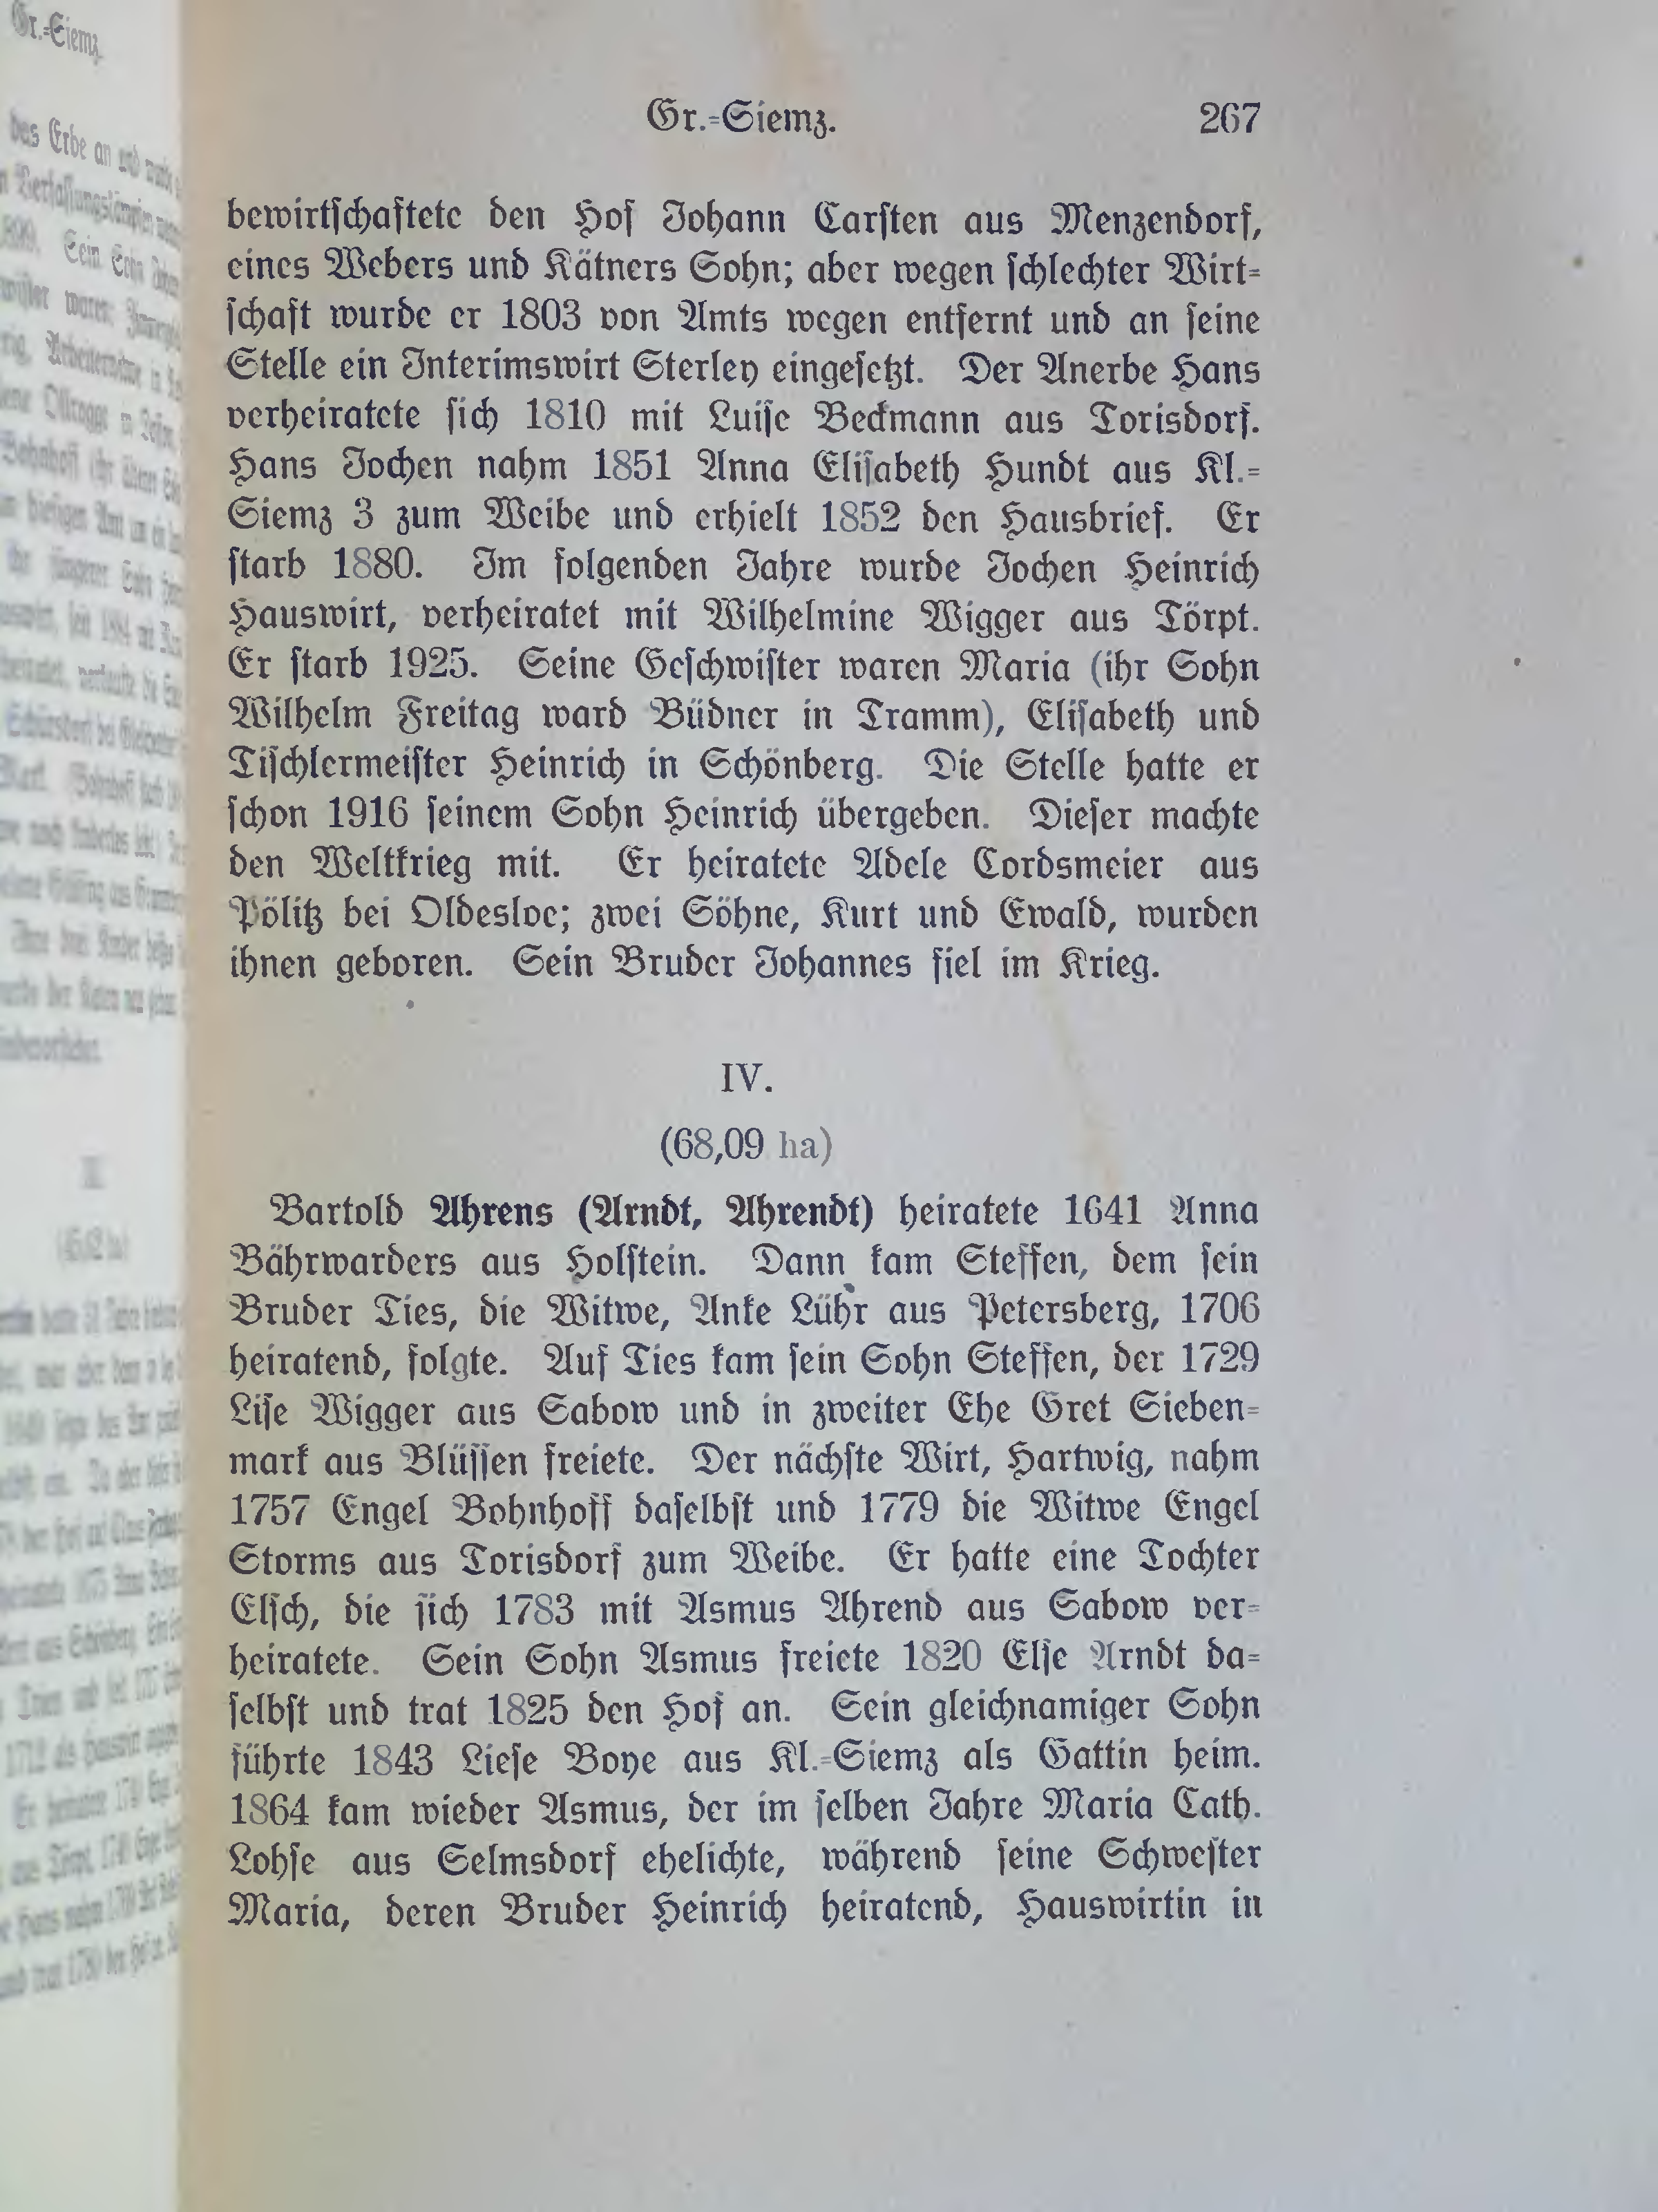 Gr.-Siemz.
267
bewirtschaftete den Hof Johann Carsten aus Menzendorf,
eines Webers und Kätners Sohn; aber wegen schlechter Wirt-
schaft wurde er 1803 von Amts wegen entfernt und an seine
Stelle ein Interimswirt Sterley eingesetzt. Der Anerbe Hans
verheiratete sich 1810 mit Luise Beckmann aus Torisdorf.
Hans Jochen nahm 1851 Anna Elisabeth Hundt aus Kl.-
Siemz 3 zum Weibe und erhielt 1852 den Hausbrief. Er
starb 1880. Im folgenden Jahre wurde Jochen Heinrich
Hauswirt, verheiratet mit Wilhelmine Wigger aus Törpt.
Er starb 1925. Seine Geschwister waren Maria (ihr Sohn
Wilhelm Freitag ward Büdner in Tramm), Elisabeth und
Tischlermeister Heinrich in Schönberg. Die Stelle hatte er
schon 1916 seinem Sohn Heinrich übergeben. Dieser machte
den Weltkrieg mit. Er heiratete Adele Cordsmeier aus
Pölitz bei Oldesloe; zwei Söhne, Kurt und Ewald, wurden
ihnen geboren. Sein Bruder Johannes fiel im Krieg.
IV.
(68,09 ha)
Bartold Ahrens (Arndt, Ahrendt) heiratete 1641 Anna
Bährwarders aus Holstein. Dann kam Steffen, dem sein
Bruder Ties, die Witwe, Anke Lühr aus Petersberg, 1706
heiratend, folgte. Auf Ties kam sein Sohn Steffen, der 1729
Lise Wigger aus Sabow und in zweiter Ehe Gret Sieben-
mark aus Blüssen freiete. Der nächste Wirt, Hartwig, nahm
1757 Engel Bohnhoff daselbst und 1779 die Witwe Engel
Storms aus Torisdorf zum Weibe. Er hatte eine Tochter
Elsch, die sich 1783 mit Asmus Ahrend aus Sabow ver-
heiratete. Sein Sohn Asmus freiete 1820 Else Arndt da-
selbst und trat 1825 den Hof an. Sein gleichnamiger Sohn
führte 1843 Liese Boye aus Kl.-Siemz als Gattin heim.
1864 kam wieder Asmus, der im selben Jahre Maria Cath.
Lohse aus Selmsdorf ehelichte, während seine Schwester
Maria, deren Bruder Heinrich heiratend, Hauswirtin in